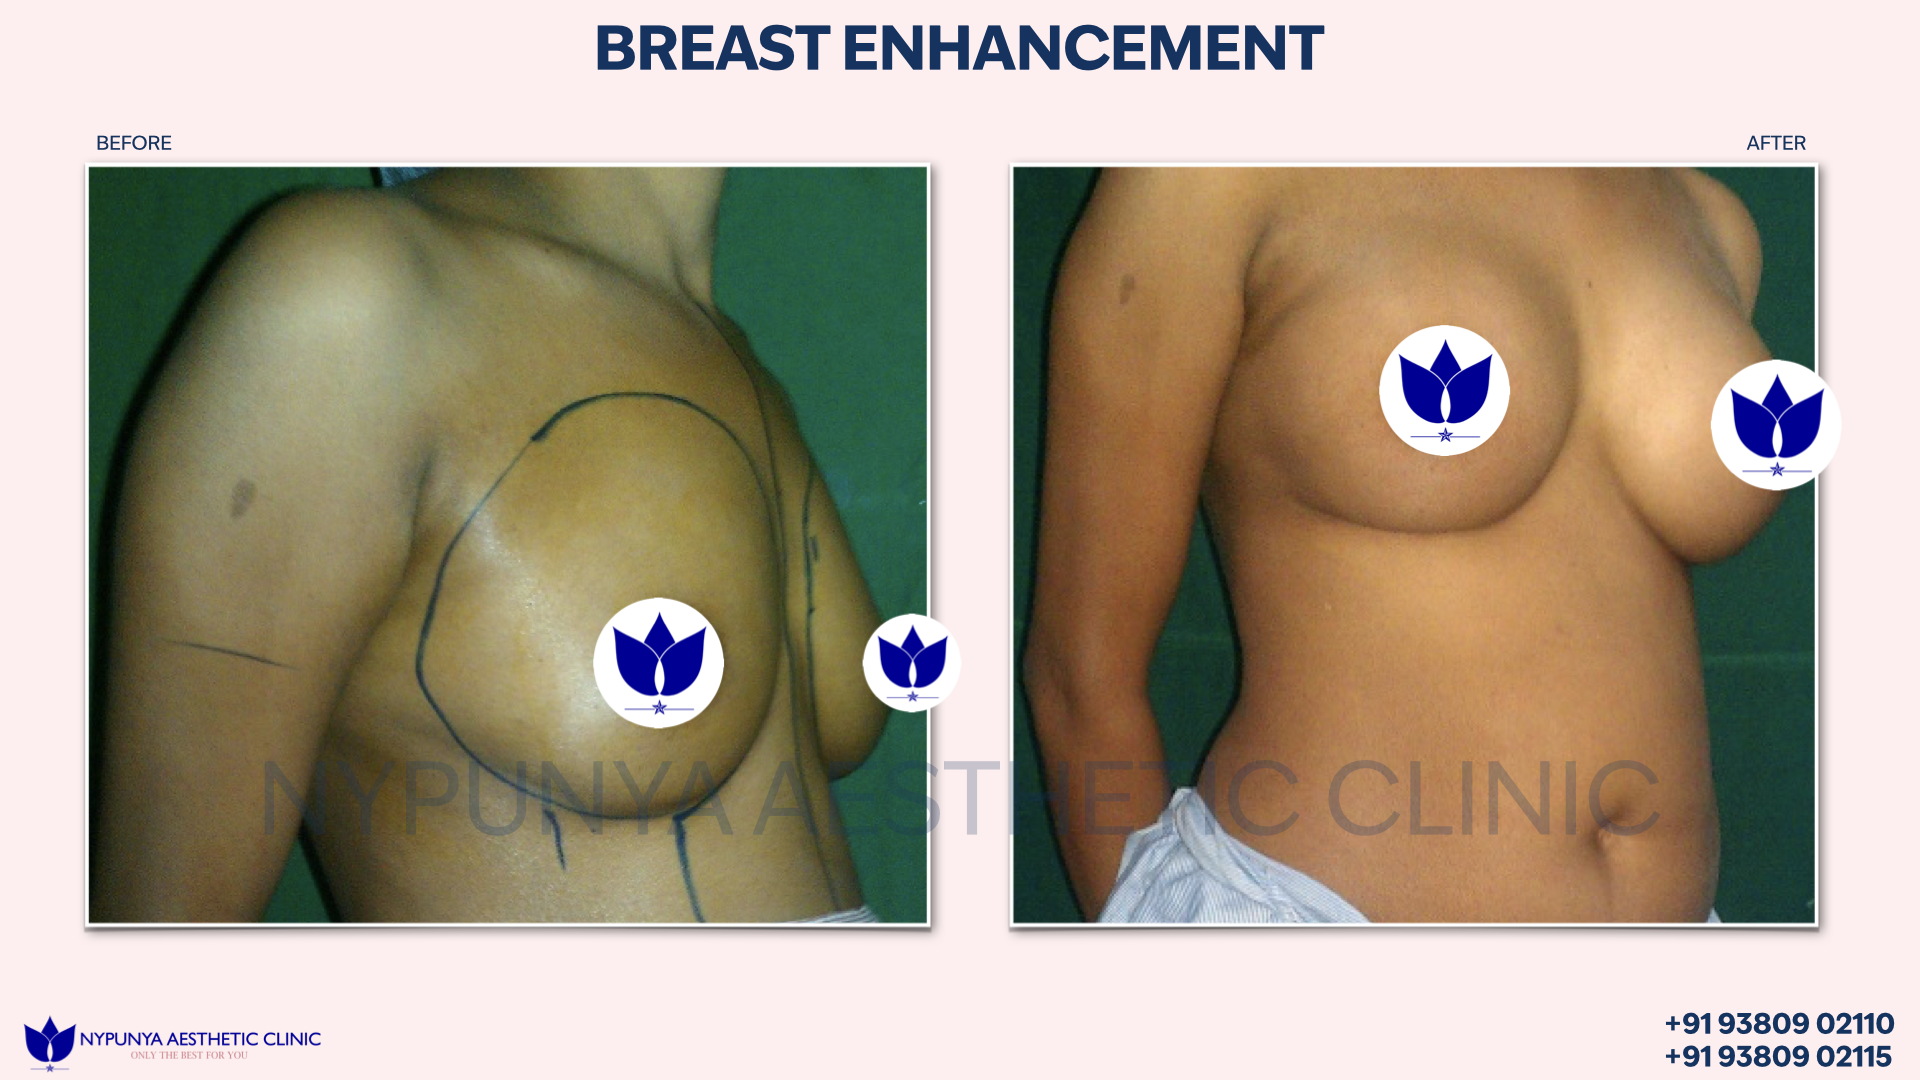 BREAST ENHANCEMENT
BEFORE
AFTER
NYPUNYA AESTHETIC CLINIC
NYPUNYA AESTHETIC CLINIC
ONLY THE BEST FOR YOU
+91 93809 02110
+91 93809 02115